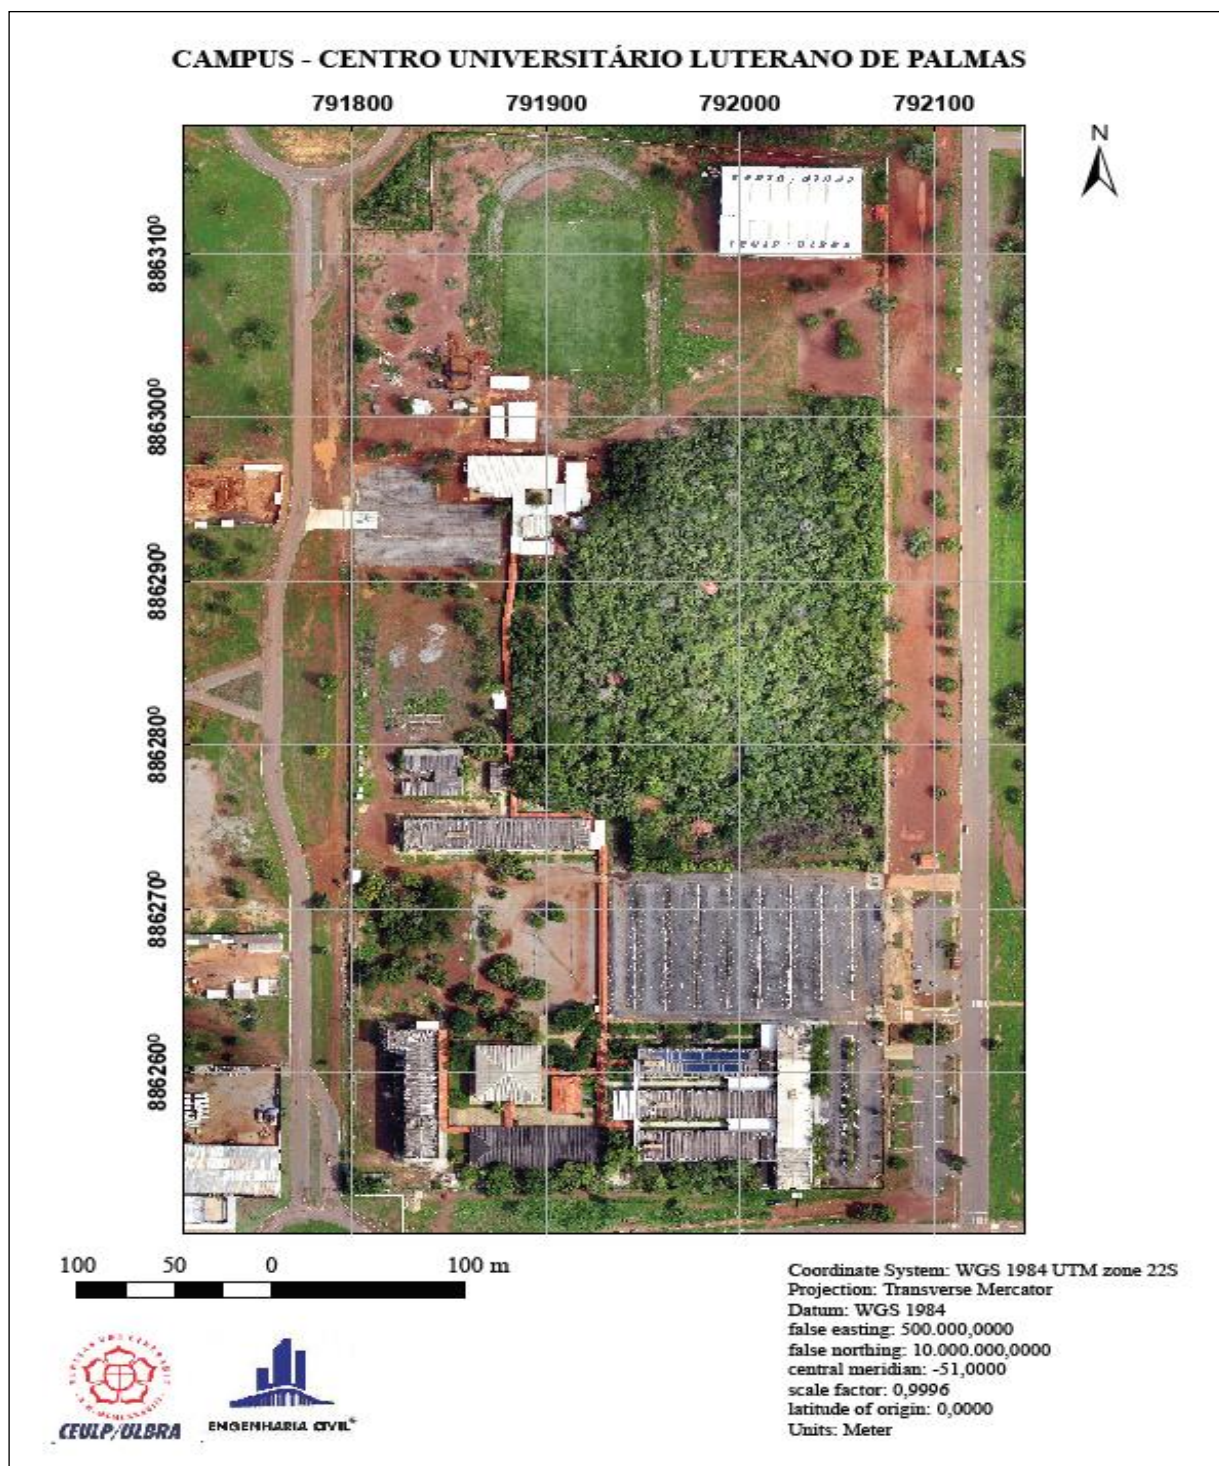 CAMPUS - CENTRO UNIVERSITÁRIO LUTERANO DE PALMAS
791800 791900 792000 792100
N
8863100
8863000
8862900
8862800
8862700
8862600
100 50 0 100 m
Coordinate System: WGS 1984 UTM zone 22S
Projection: Transverse Mercator
Datum: WGS 1984
false easting: 500.000,0000
false northing: 10.000.000,0000
central meridian: -51,0000
scale factor: 0,9996
latitude of origin: 0,0000
Units: Meter
CEULP/ULBRA
ENGENHARIA CIVIL